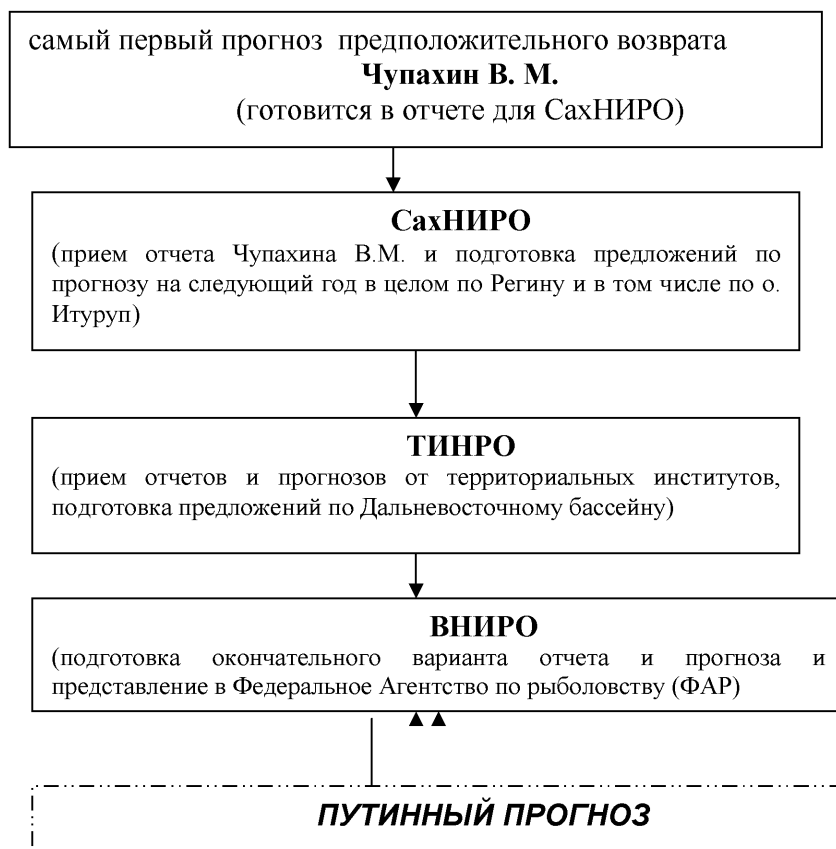 самый первый прогноз предположительного возврата
Чупахин В. М.
(готовится в отчете для СахНИРО)
СахНИРО
(прием отчета Чупахина В.М. и подготовка предложений по
прогнозу на следующий год в целом по Регину и в том числе по о.
Итуруп)
ТИНРО
(прием отчетов и прогнозов от территориальных институтов,
подготовка предложений по Дальневосточному бассейну)
ВНИРО
(подготовка окончательного варианта отчета и прогноза и
представление в Федеральное Агентство по рыболовству (ФАР)
ПУТИННЫЙ ПРОГНОЗ